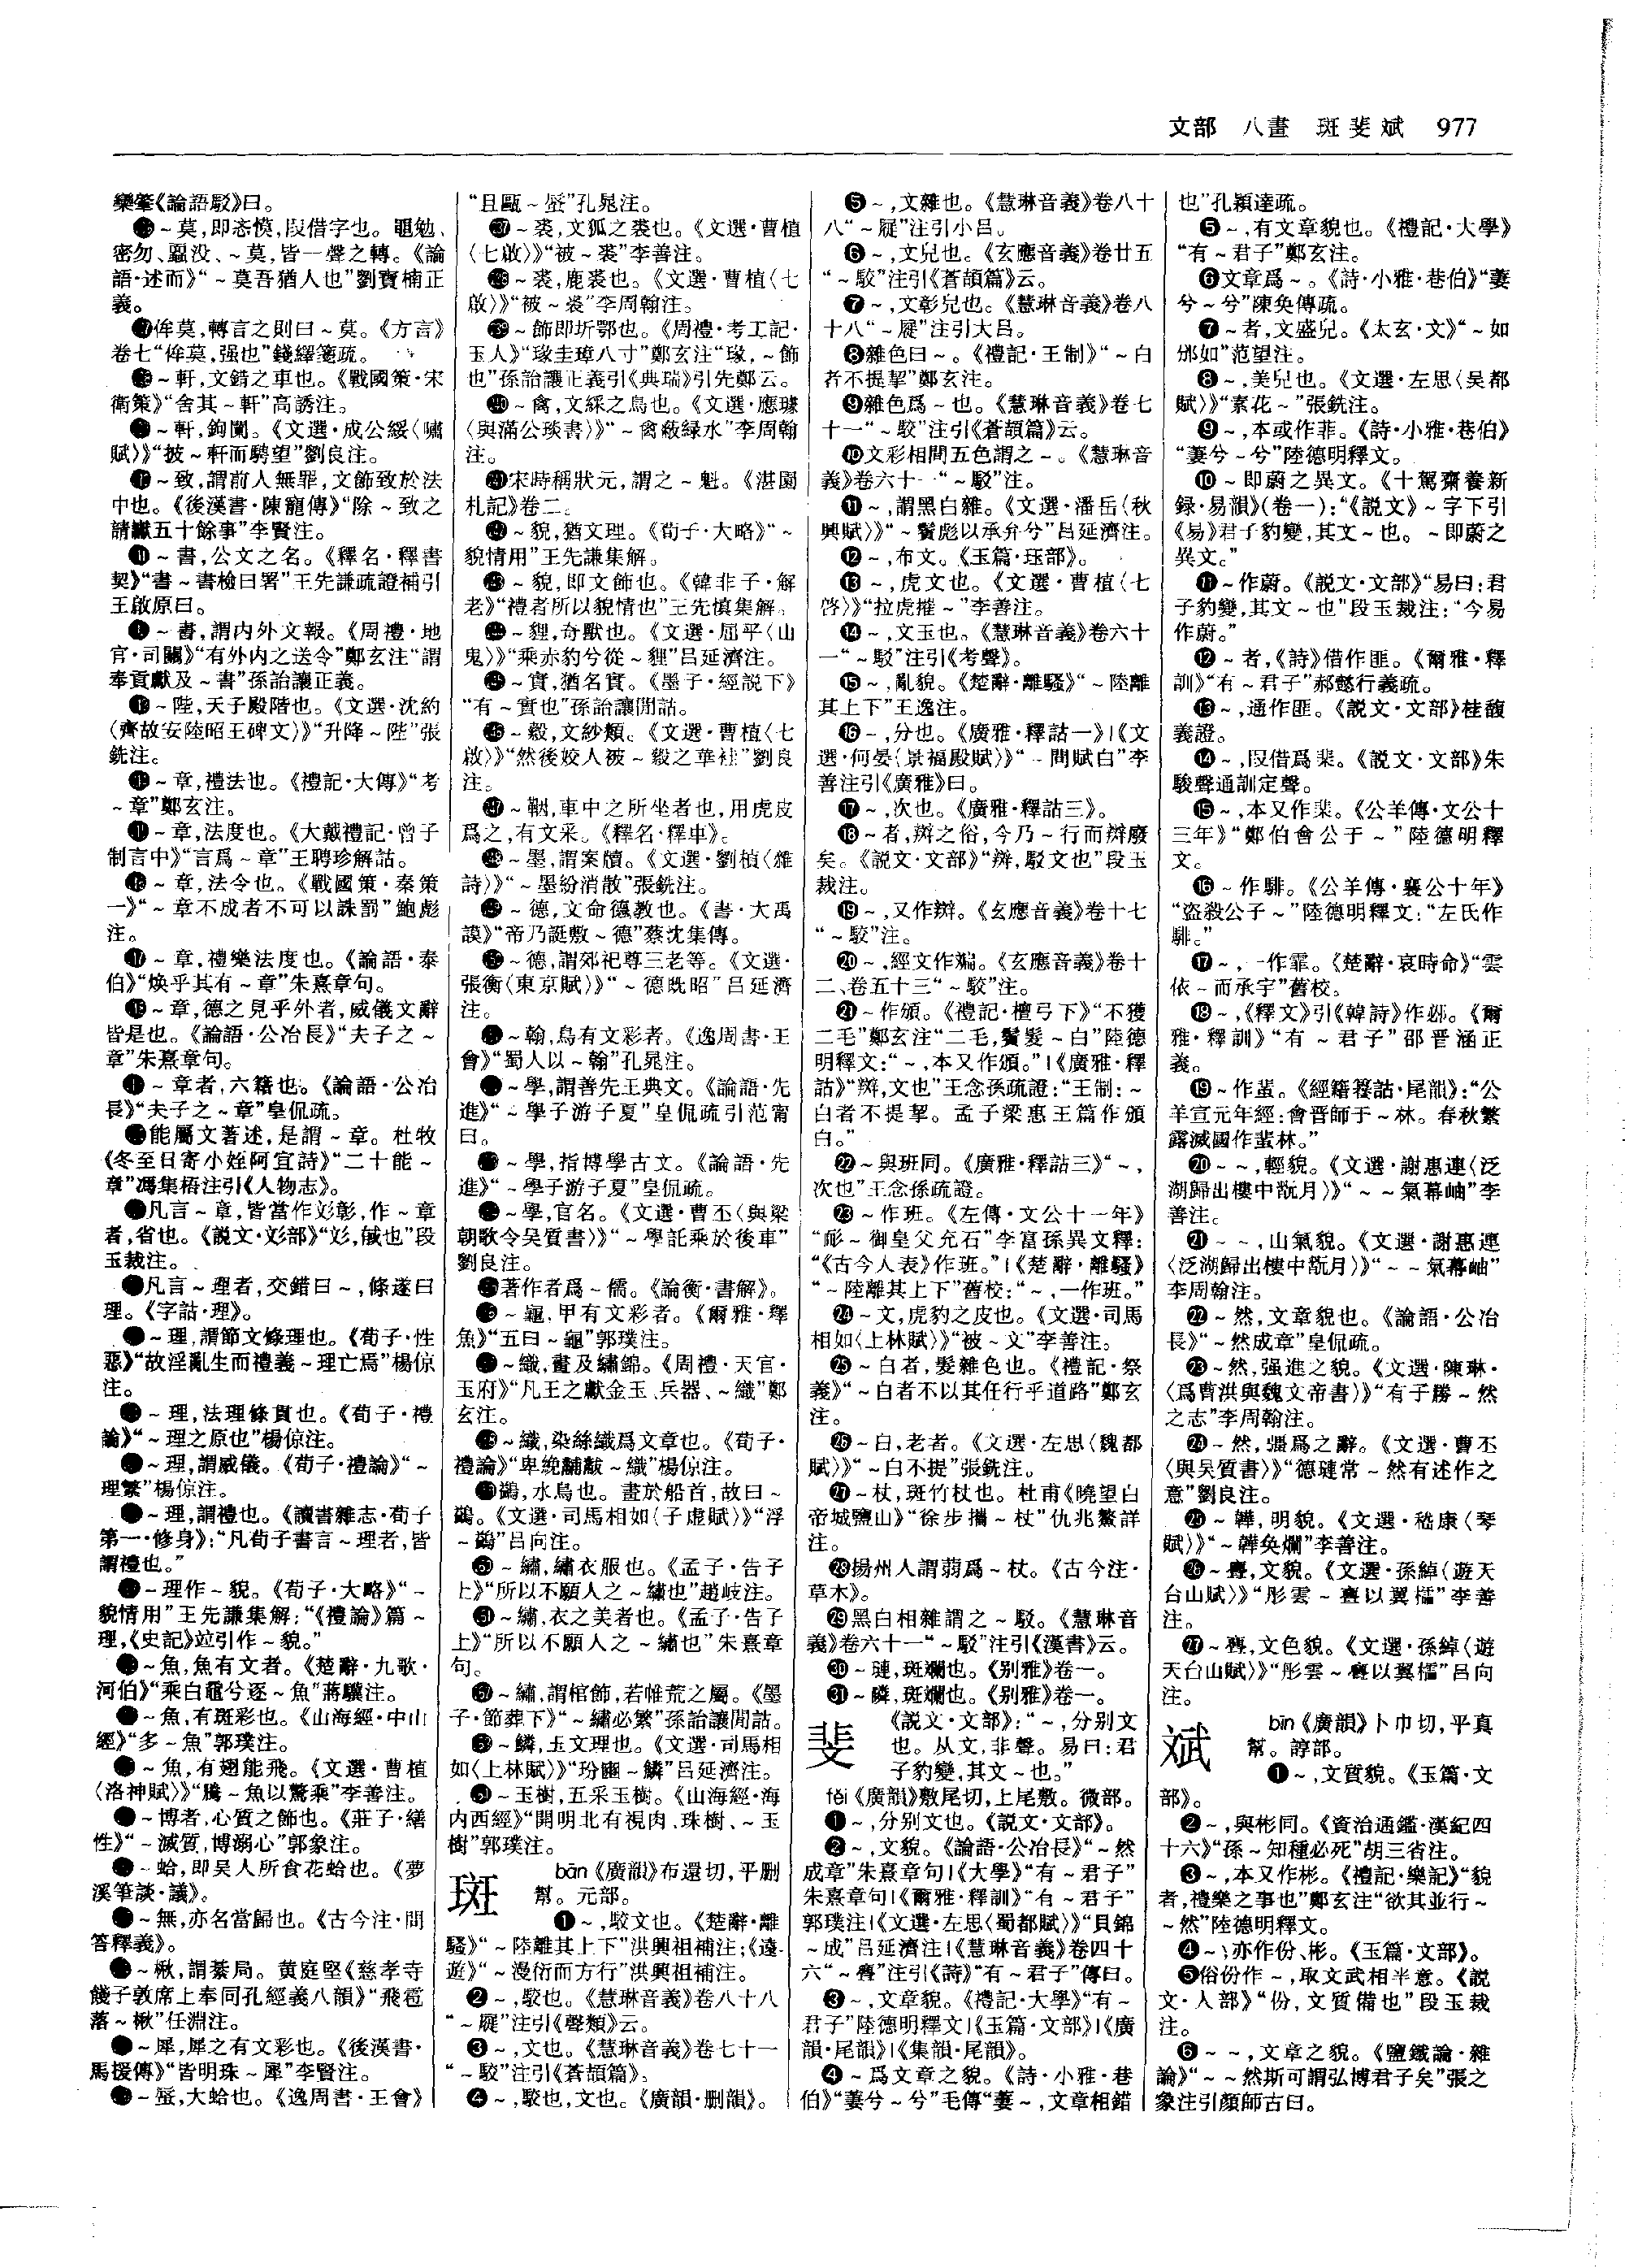 文部 八畫 斑斐斌 977
欒肇《論語駁》曰。
～莫,即忞慔,叚借字也。黽勉、
密勿、蠠没、～莫,皆一聲之轉。《論
語·述而》“～莫吾猶人也”劉寶楠正
義。
侔莫,轉言之則曰～莫。《方言》
卷七“侔莫,强也”錢繹箋疏。
～軒,文錯之車也。《戰國策·宋
衛策》“舍其～軒”高誘注。
～軒,鉤闌。《文選·成公綏〈嘯
賦〉》“披～軒而騁望”劉良注。
～致,謂前人無罪,文飾致於法
中也。《後漢書·陳寵傳》“除～致之
請讞五十餘事”李賢注。
～書,公文之名。《釋名·釋書
契》“書～書檢曰署”王先謙疏證補引
王啟原曰。
～書,謂内外文報。《周禮·地
官·司關》“有外内之送令”鄭玄注“謂
奉貢獻及～書”孫詒讓正義。
～陛,天子殿階也。《文選·沈約
〈齊故安陸昭王碑文〉》“升降～陛”張
銑注。
～章,禮法也。《禮記·大傳》“考
～章”鄭玄注。
～章,法度也。《大戴禮記·曾子
制言中》“言爲～章”王聘珍解詁。
～章,法令也。《戰國策·秦策
一》“～章不成者不可以誅罰”鮑彪
注。
～章,禮樂法度也。《論語·泰
伯》“焕乎其有～章”朱熹章句。
～章,德之見乎外者,威儀文辭
皆是也。《論語·公冶長》“夫子之～
章”朱熹章句。
～章者,六籍也。《論語·公冶
長》“夫子之～章”皇侃疏。
能屬文著述,是謂～章。杜牧
《冬至日寄小姪阿宜詩》“二十能～
章”馮集梧注引《人物志》。
凡言～章,皆當作彣彰,作～章
者,省也。《説文·彣部》“彣,𢒈也”段
玉裁注。
凡言～理者,交錯曰～,條遂曰
理。《字詁·理》。
～理,謂節文條理也。《荀子·性
惡》“故淫亂生而禮義～理亡焉”楊倞
注。
～理,法理條貫也。《荀子·禮
論》“～理之原也”楊倞注。
～理,謂威儀。《荀子·禮論》“～
理繁”楊倞注。
～理,謂禮也。《讀書雜志·荀子
第一·修身》:“凡荀子書言～理者,皆
謂禮也。”
～理作～貌。《荀子·大略》“～
貌情用”王先謙集解:“《禮論》篇～
理,《史記》竝引作～貌。”
～魚,魚有文者。《楚辭·九歌·
河伯》“乘白黿兮逐～魚”蔣驥注。
～魚,有斑彩也。《山海經·中山
經》“多～魚”郭璞注。
～魚,有翅能飛。《文選·曹植
〈洛神賦〉》“騰～魚以驚乘”李善注。
～博者,心質之飾也。《莊子·繕
性》“～滅質,博溺心”郭象注。
～蛤,即吴人所食花蛤也。《夢
溪筆談·議》。
～無,亦名當歸也。《古今注·問
答釋義》。
～楸,謂棊局。黄庭堅《慈孝寺
餞子敦席上奉同孔經義八韻》“飛雹
落～楸”任淵注。
～犀,犀之有文彩也。《後漢書·
馬援傳》“皆明珠～犀”李賢注。
～蜃,大蛤也。《逸周書·王會》
“且甌～蜃”孔晁注。
㊲～裘,文狐之裘也。《文選·曹植
〈七啟〉》“被～裘”李善注。
～裘,鹿裘也。《文選·曹植〈七
啟〉》“被～裘”李周翰注。
～飾即圻鄂也。《周禮·考工記·
玉人》“瑑圭璋八寸”鄭玄注“瑑,～飾
也”孫詒讓正義引《典瑞》引先鄭云。
～禽,文綵之鳥也。《文選·應璩
〈與滿公琰書〉》“～禽蔽緑水”李周翰
注。
宋時稱狀元,謂之～魁。《湛園
札記》卷二。
～貌,猶文理。《荀子·大略》“～
貌情用”王先謙集解。
～貌,即文飾也。《韓非子·解
老》“禮者所以貌情也”王先慎集解。
～貍,奇獸也。《文選·屈平〈山
鬼〉》“乘赤豹兮從～貍”吕延濟注。
～實,猶名實。《墨子·經説下》
“有～實也”孫詒讓閒詁。
～縠,文紗類。《文選·曹植〈七
啟〉》“然後姣人被～縠之華袿”劉良
注。
～鞇,車中之所坐者也,用虎皮
爲之,有文采。《釋名·釋車》。
～墨,謂案牘。《文選·劉楨〈雜
詩〉》“～墨紛消散”張銑注。
～德,文命德教也。《書·大禹
謨》“帝乃誕敷～德”蔡沈集傳。
～德,謂郊祀尊三老等。《文選·
張衡〈東京賦〉》“～德既昭”吕延濟
注。
～翰,鳥有文彩者。《逸周書·王
會》“蜀人以～翰”孔晁注。
～學,謂善先王典文。《論語·先
進》“～學子游子夏”皇侃疏引范甯
曰。
～學,指博學古文。《論語·先
進》“～學子游子夏”皇侃疏。
～學,官名。《文選·曹丕〈與梁
朝歌令吴質書〉》“～學託乘於後車”
劉良注。
著作者爲～儒。《論衡·書解》。
～龜,甲有文彩者。《爾雅·釋
魚》“五曰～龜”郭璞注。
～織,畫及繡錦。《周禮·天官·
玉府》“凡王之獻金玉、兵器、～織”鄭
玄注。
～織,染絲織爲文章也。《荀子·
禮論》“卑絻黼黻～織”楊倞注。
鷁,水鳥也。畫於船首,故曰～
鷁。《文選·司馬相如〈子虛賦〉》“浮
～鷁”吕向注。
～繡,繡衣服也。《孟子·告子
上》“所以不願人之～繡也”趙岐注。
～繡,衣之美者也。《孟子·告子
上》“所以不願人之～繡也”朱熹章
句。
～繡,謂棺飾,若帷荒之屬。《墨
子·節葬下》“～繡必繁”孫詒讓閒詁。
～鱗,玉文理也。《文選·司馬相
如〈上林賦〉》“玢豳～鱗”吕延濟注。
～玉樹,五采玉樹。《山海經·海
内西經》“開明北有視肉、珠樹、～玉
樹”郭璞注。
斑 bān《廣韻》布還切,平删
幫。元部。
❶～,駁文也。《楚辭·離
騷》“～陸離其上下”洪興祖補注;《遠
遊》“～漫衍而方行”洪興祖補注。
❷～,駁也。《慧琳音義》卷八十八
“～屣”注引《聲類》云。
❸～,文也。《慧琳音義》卷七十一
“～駮”注引《蒼頡篇》。
❹～,駮也,文也。《廣韻·删韻》。
❺～,文雜也。《慧琳音義》卷八十
八“～屣”注引小吕。
❻～,文皃也。《玄應音義》卷廿五
“～駮”注引《蒼頡篇》云。
❼～,文彰皃也。《慧琳音義》卷八
十八“～屣”注引大吕。
❽雜色曰～。《禮記·王制》“～白
者不提挈”鄭玄注。
❾雜色爲～也。《慧琳音義》卷七
十一“～駮”注引《蒼頡篇》云。
❿文彩相間五色謂之～。《慧琳音
義》卷六十一“～駁”注。
⓫～,謂黑白雜。《文選·潘岳〈秋
興賦〉》“～鬢髟以承弁兮”吕延濟注。
⓬～,布文。《玉篇·玨部》。
⓭～,虎文也。《文選·曹植〈七
啓〉》“拉虎摧～”李善注。
⓮～,文玉也。《慧琳音義》卷六十
一“～駁”注引《考聲》。
⓯～,亂貌。《楚辭·離騷》“～陸離
其上下”王逸注。
⓰～,分也。《廣雅·釋詁一》|《文
選·何晏〈景福殿賦〉》“～間賦白”李
善注引《廣雅》曰。
⓱～,次也。《廣雅·釋詁三》。
⓲～者,辬之俗,今乃～行而辬廢
矣。《説文·文部》“辬,駁文也”段玉
裁注。
⓳～,又作辬。《玄應音義》卷十七
“～駮”注。
⓴～,經文作㻞。《玄應音義》卷十
二、卷五十三“～駮”注。
㉑～作頒。《禮記·檀弓下》“不獲
二毛”鄭玄注“二毛,鬢髮～白”陸德
明釋文:“～,本又作頒。”|《廣雅·釋
詁》“辬,文也”王念孫疏證:“王制:～
白者不提挈。孟子梁惠王篇作頒
白。”
㉒～與班同。《廣雅·釋詁三》“～,
次也”王念孫疏證。
㉓～作班。《左傳·文公十一年》
“耏～御皇父充石”李富孫異文釋:
“《古今人表》作班。”|《楚辭·離騷》
“～陸離其上下”舊校:“～,一作班。”
㉔～文,虎豹之皮也。《文選·司馬
相如〈上林賦〉》“被～文”李善注。
㉕～白者,髮雜色也。《禮記·祭
義》“～白者不以其任行乎道路”鄭玄
注。
㉖～白,老者。《文選·左思〈魏都
賦〉》“～白不提”張銑注。
㉗～杖,斑竹杖也。杜甫《曉望白
帝城鹽山》“徐步攜～杖”仇兆鰲詳
注。
㉘揚州人謂蒻爲～杖。《古今注·
草木》。
㉙黑白相雜謂之～駁。《慧琳音
義》卷六十一“～駁”注引《漢書》云。
㉚～璉,斑斕也。《别雅》卷一。
㉛～瞵,斑斕也。《别雅》卷一。
斐 《説文·文部》:“～,分别文
也。从文,非聲。易曰:君
子豹變,其文～也。”
fěi《廣韻》敷尾切,上尾敷。微部。
❶～,分别文也。《説文·文部》。
❷～,文貌。《論語·公冶長》“～然
成章”朱熹章句|《大學》“有～君子”
朱熹章句|《爾雅·釋訓》“有～君子”
郭璞注|《文選·左思〈蜀都賦〉》“貝錦
～成”吕延濟注|《慧琳音義》卷四十
六“～亹”注引《詩》“有～君子”傳曰。
❸～,文章貌。《禮記·大學》“有～
君子”陸德明釋文|《玉篇·文部》|《廣
韻·尾韻》|《集韻·尾韻》。
❹～爲文章之貌。《詩·小雅·巷
伯》“萋兮～兮”毛傳“萋～,文章相錯
也”孔穎達疏。
❺～,有文章貌也。《禮記·大學》
“有～君子”鄭玄注。
❻文章爲～。《詩·小雅·巷伯》“萋
兮～兮”陳奂傳疏。
❼～者,文盛皃。《太玄·文》“～如
邠如”范望注。
❽～,美皃也。《文選·左思〈吴都
賦〉》“素花～”張銑注。
❾～,本或作菲。《詩·小雅·巷伯》
“萋兮～兮”陸德明釋文。
❿～即蔚之異文。《十駕齋養新
録·易韻》(卷一):“《説文》～字下引
《易》君子豹變,其文～也。～即蔚之
異文。”
⓫～作蔚。《説文·文部》“易曰:君
子豹變,其文～也”段玉裁注:“今易
作蔚。”
⓬～者,《詩》借作匪。《爾雅·釋
訓》“有～君子”郝懿行義疏。
⓭～,通作匪。《説文·文部》桂馥
義證。
⓮～,叚借爲棐。《説文·文部》朱
駿聲通訓定聲。
⓯～,本又作棐。《公羊傳·文公十
三年》“鄭伯會公于～”陸德明釋
文。
⓰～作騑。《公羊傳·襄公十年》
“盜殺公子～”陸德明釋文:“左氏作
騑。”
⓱～,一作霏。《楚辭·哀時命》“雲
依～而承宇”舊校。
⓲～,《釋文》引《韓詩》作邲。《爾
雅·釋訓》“有～君子”邵晋涵正
義。
⓳～作蜚。《經籍籑詁·尾韻》:“公
羊宣元年經:會晋師于～林。春秋繁
露滅國作蜚林。”
⓴～～,輕貌。《文選·謝惠連〈泛
湖歸出樓中翫月〉》“～～氣幕岫”李
善注。
㉑～～,山氣貌。《文選·謝惠連
〈泛湖歸出樓中翫月〉》“～～氣幕岫”
李周翰注。
㉒～然,文章貌也。《論語·公冶
長》“～然成章”皇侃疏。
㉓～然,强進之貌。《文選·陳琳·
〈爲曹洪與魏文帝書〉》“有子勝～然
之志”李周翰注。
㉔～然,彊爲之辭。《文選·曹丕
〈與吴質書〉》“德璉常～然有述作之
意”劉良注。
㉕～韡,明貌。《文選·嵇康〈琴
賦〉》“～韡奂爛”李善注。
㉖～亹,文貌。《文選·孫綽〈遊天
台山賦〉》“彤雲～亹以翼櫺”李善
注。
㉗～亹,文色貌。《文選·孫綽〈遊
天台山賦〉》“彤雲～亹以翼櫺”吕向
注。
斌 bīn《廣韻》卜巾切,平真
幫。諄部。
❶～,文質貌。《玉篇·文
部》。
❷～,與彬同。《資治通鑑·漢紀四
十六》“孫～知種必死”胡三省注。
❸～,本又作彬。《禮記·樂記》“貌
者,禮樂之事也”鄭玄注“欲其並行～
～然”陸德明釋文。
❹～,亦作份、彬。《玉篇·文部》。
❺俗份作～,取文武相半意。《説
文·人部》“份,文質備也”段玉裁
注。
❻～～,文章之貌。《鹽鐵論·雜
論》“～～然斯可謂弘博君子矣”張之
象注引顔師古曰。